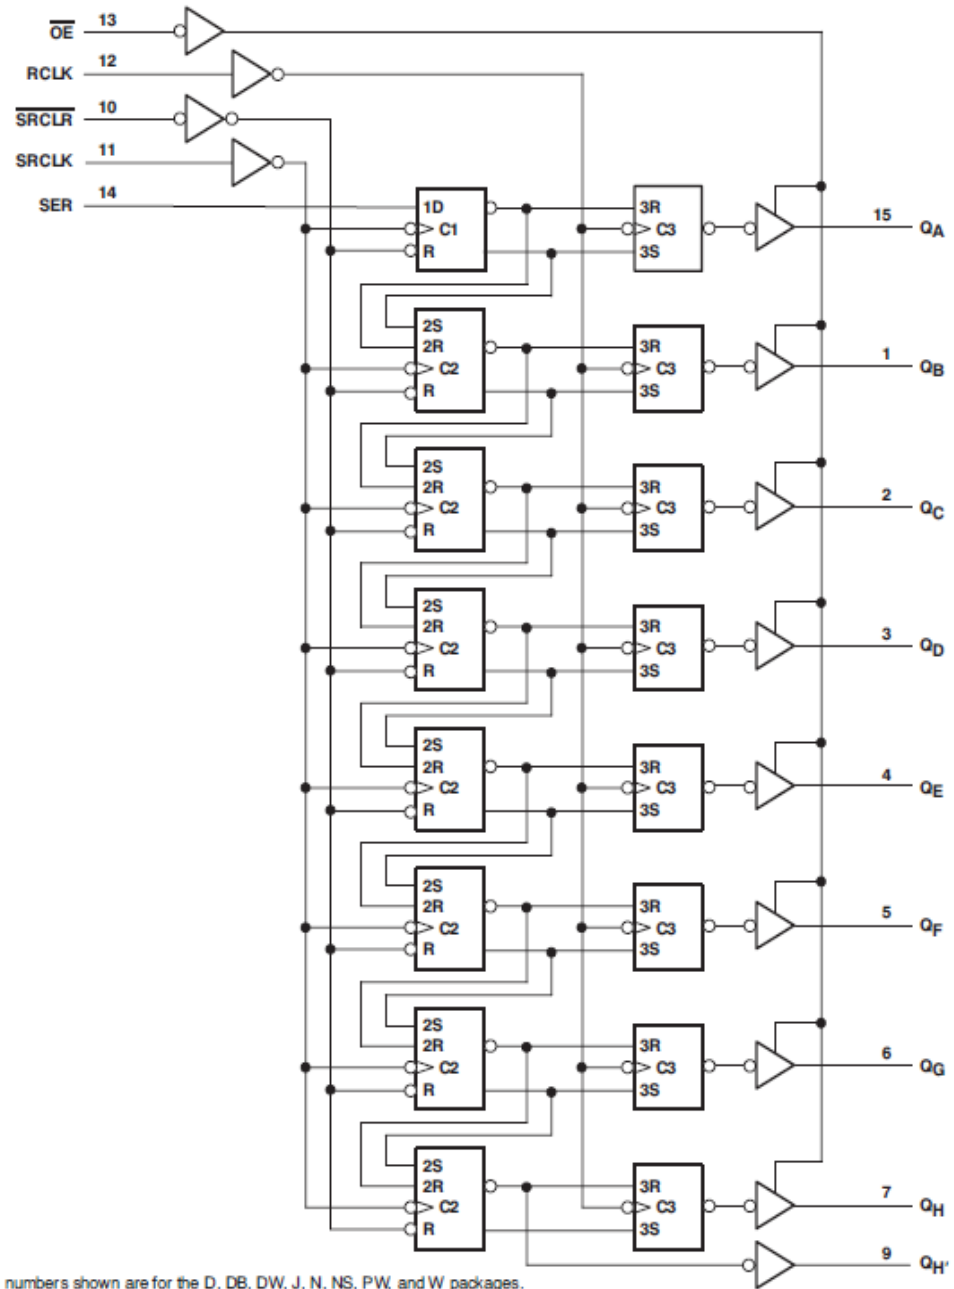 OE 13
RCLK 12
SRCLR 10
SRCLK 11
SER 14
1D
C1
R
3R
C3
3S
15 QA
2S
2R
C2
R
3R
C3
3S
1 QB
2S
2R
C2
R
3R
C3
3S
2 QC
2S
2R
C2
R
3R
C3
3S
3 QD
2S
2R
C2
R
3R
C3
3S
4 QE
2S
2R
C2
R
3R
C3
3S
5 QF
2S
2R
C2
R
3R
C3
3S
6 QG
2S
2R
C2
R
3R
C3
3S
7 QH
9 QH'
numbers shown are for the D, DB, DW, J, N, NS, PW, and W packages.